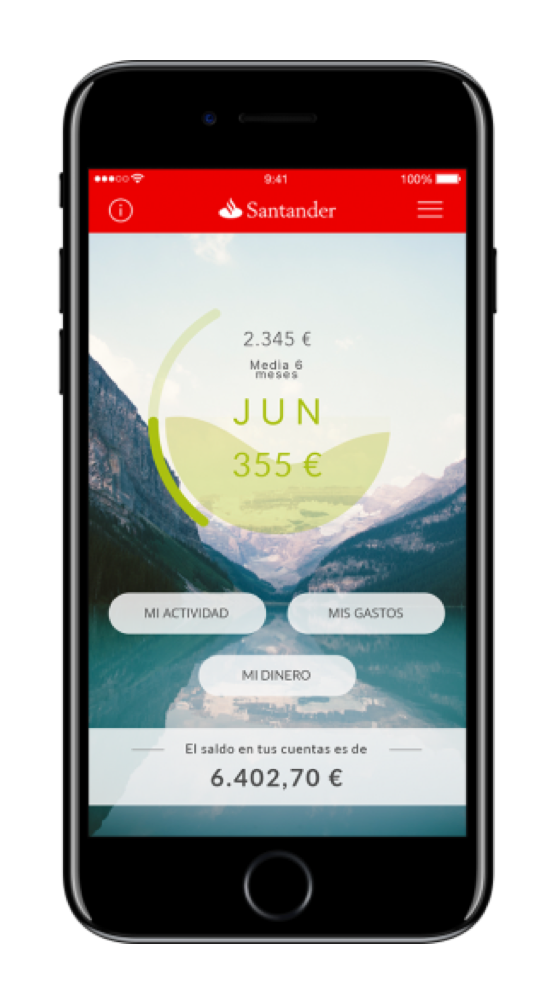 9:41
100%
Santander
2.345 €
Media 6
meses
JUN
355 €
MI ACTIVIDAD
MIS GASTOS
MI DINERO
El saldo en tus cuentas es de
6.402,70 €